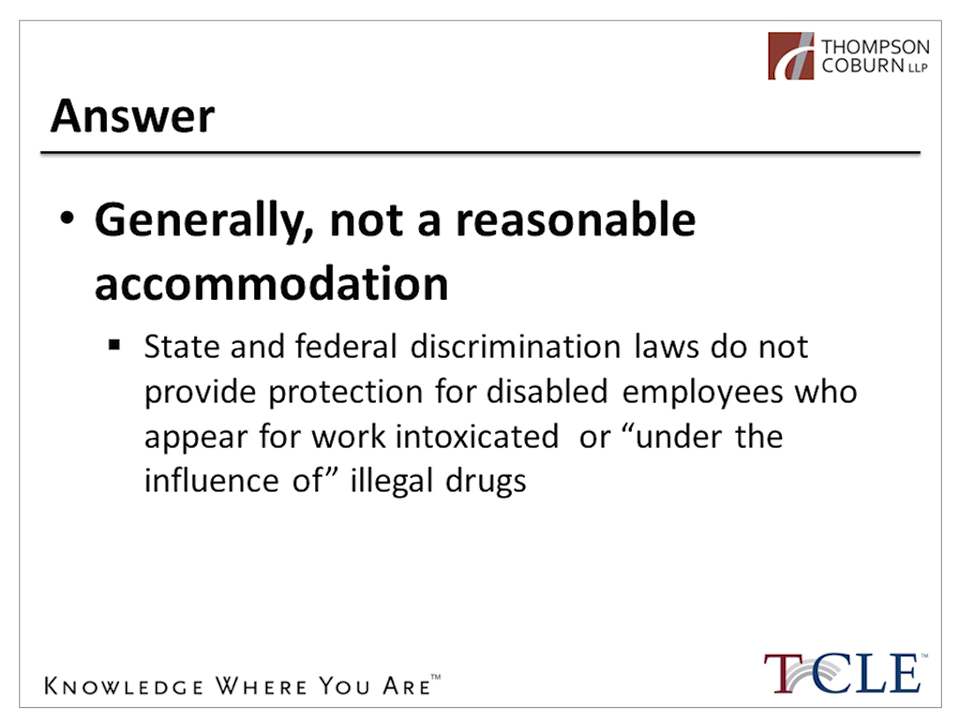 THOMPSON
COBURN LLP
Answer
• Generally, not a reasonable
accommodation
▪ State and federal discrimination laws do not
provide protection for disabled employees who
appear for work intoxicated or “under the
influence of” illegal drugs
KNOWLEDGE WHERE YOU ARE™
TCLE™